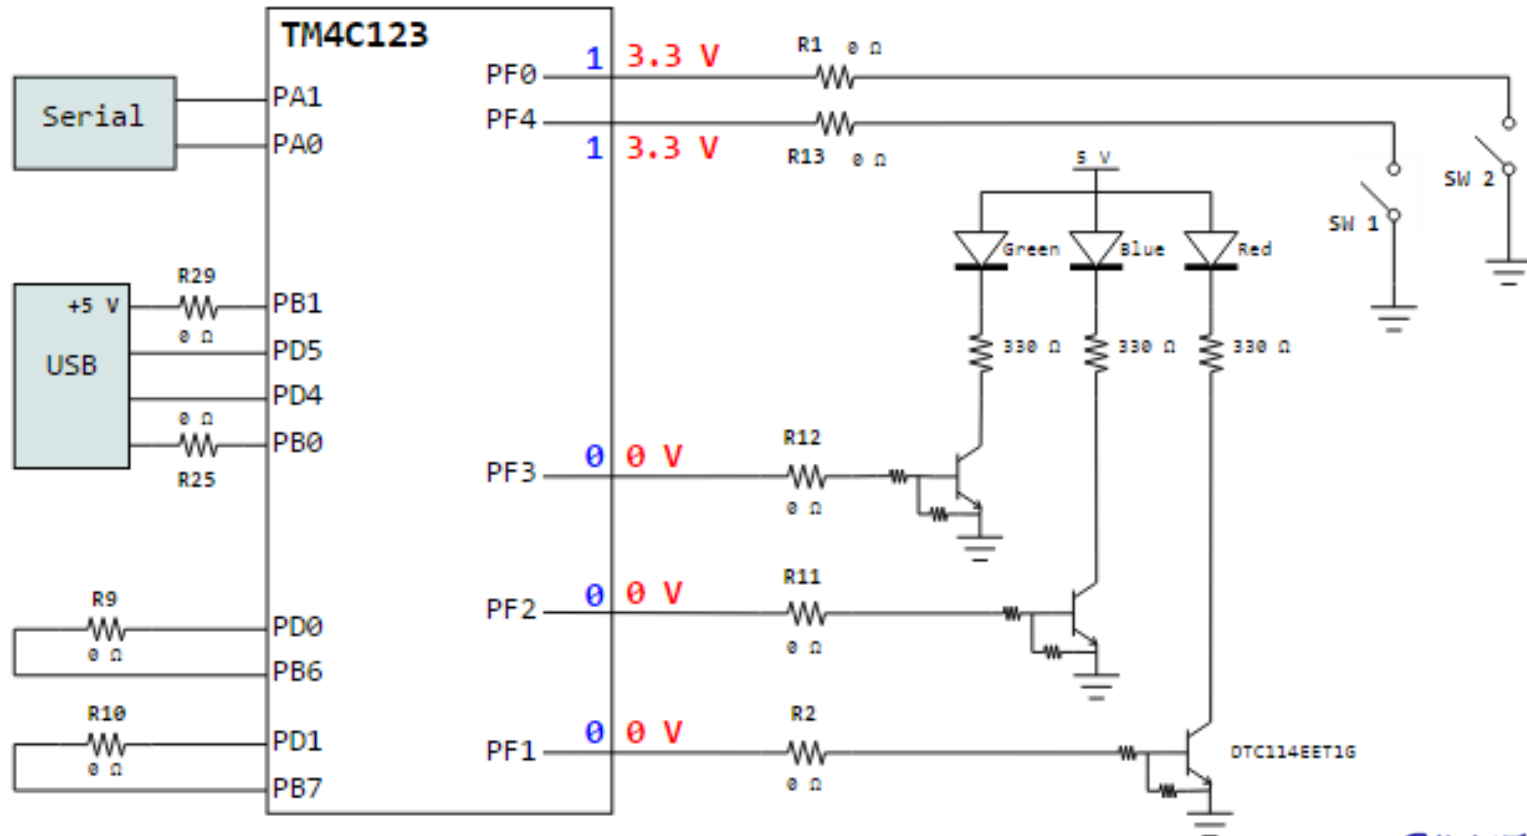 TM4C123
Serial
PA1
PA0
PF0
1 3.3 V
R1 0 Ω
PF4
1 3.3 V
R13 0 Ω
SW 2
SW 1
5 V
Green
Blue
Red
330 Ω
330 Ω
330 Ω
USB
+5 V
R29
0 Ω
PB1
PD5
PD4
0 Ω
PB0
R25
PF3
0 0 V
R12
0 Ω
R9
0 Ω
PD0
PB6
PF2
0 0 V
R11
0 Ω
R10
0 Ω
PD1
PB7
PF1
0 0 V
R2
0 Ω
DTC114EET1G